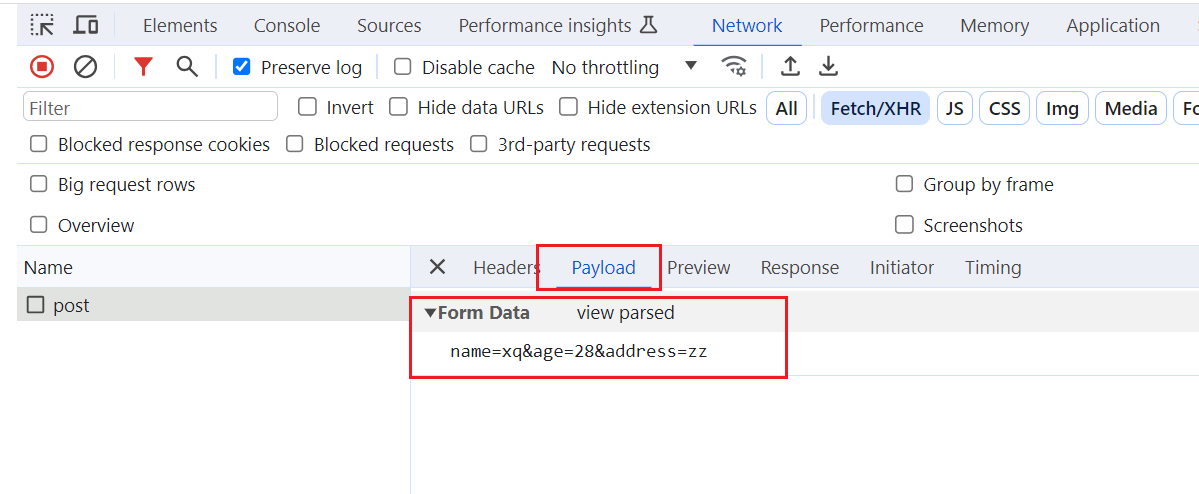 Elements Console Sources Performance insights Network Performance Memory Application
Preserve log Disable cache No throttling
Filter Invert Hide data URLs Hide extension URLs All Fetch/XHR JS CSS Img Media Fo
Blocked response cookies Blocked requests 3rd-party requests
Big request rows Group by frame
Overview Screenshots
Name Headers Payload Preview Response Initiator Timing
post Form Data view parsed
name=xq&age=28&address=zz